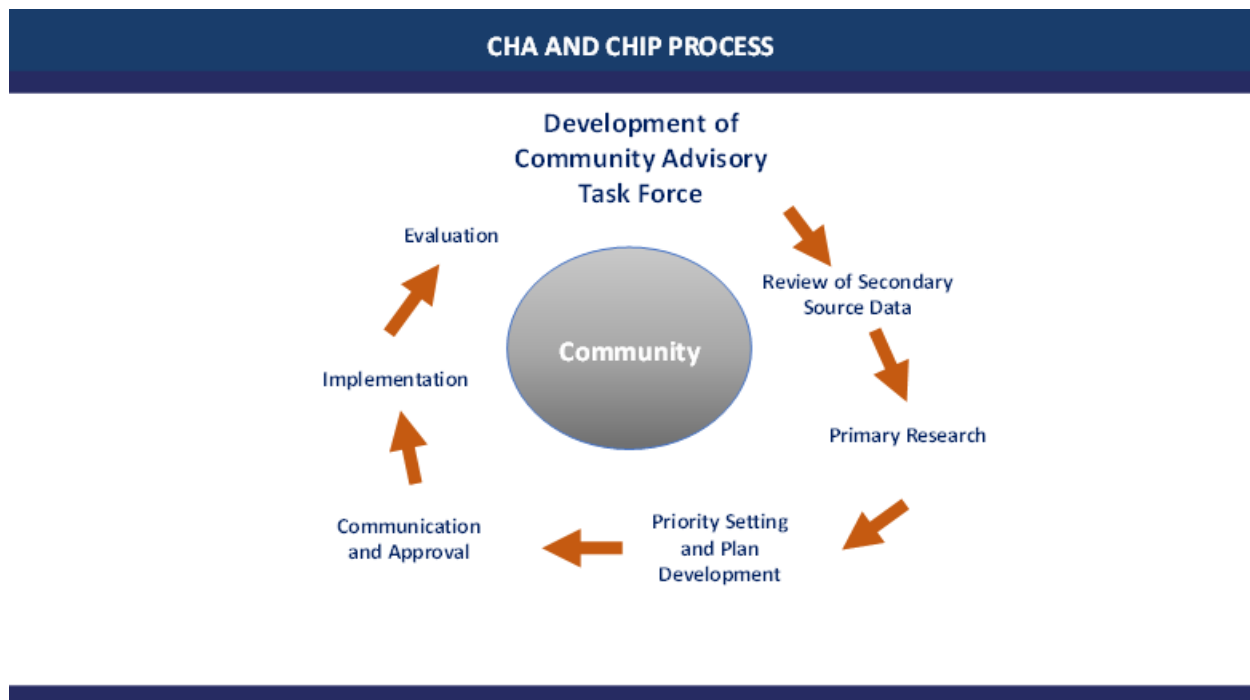 CHA AND CHIP PROCESS
Development of
Community Advisory
Task Force
Review of Secondary
Source Data
Primary Research
Priority Setting
and Plan
Development
Communication
and Approval
Implementation
Evaluation
Community